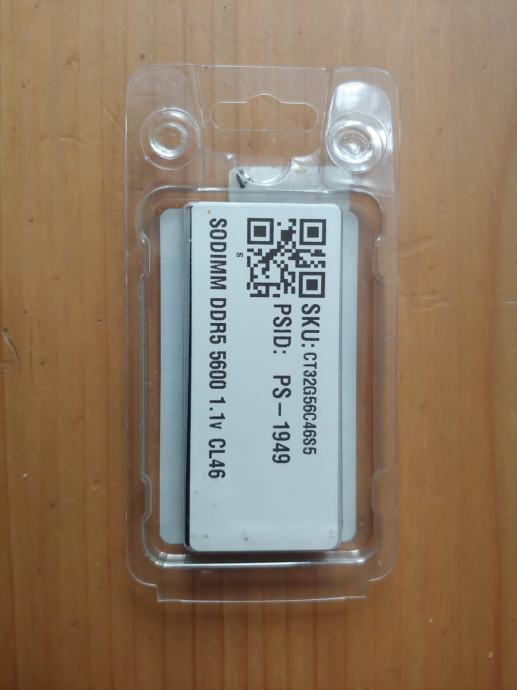 SKU: CT32G56C46S5
PSID: PS-1949
s
SODIMM DDR5 5600 1.1v CL46